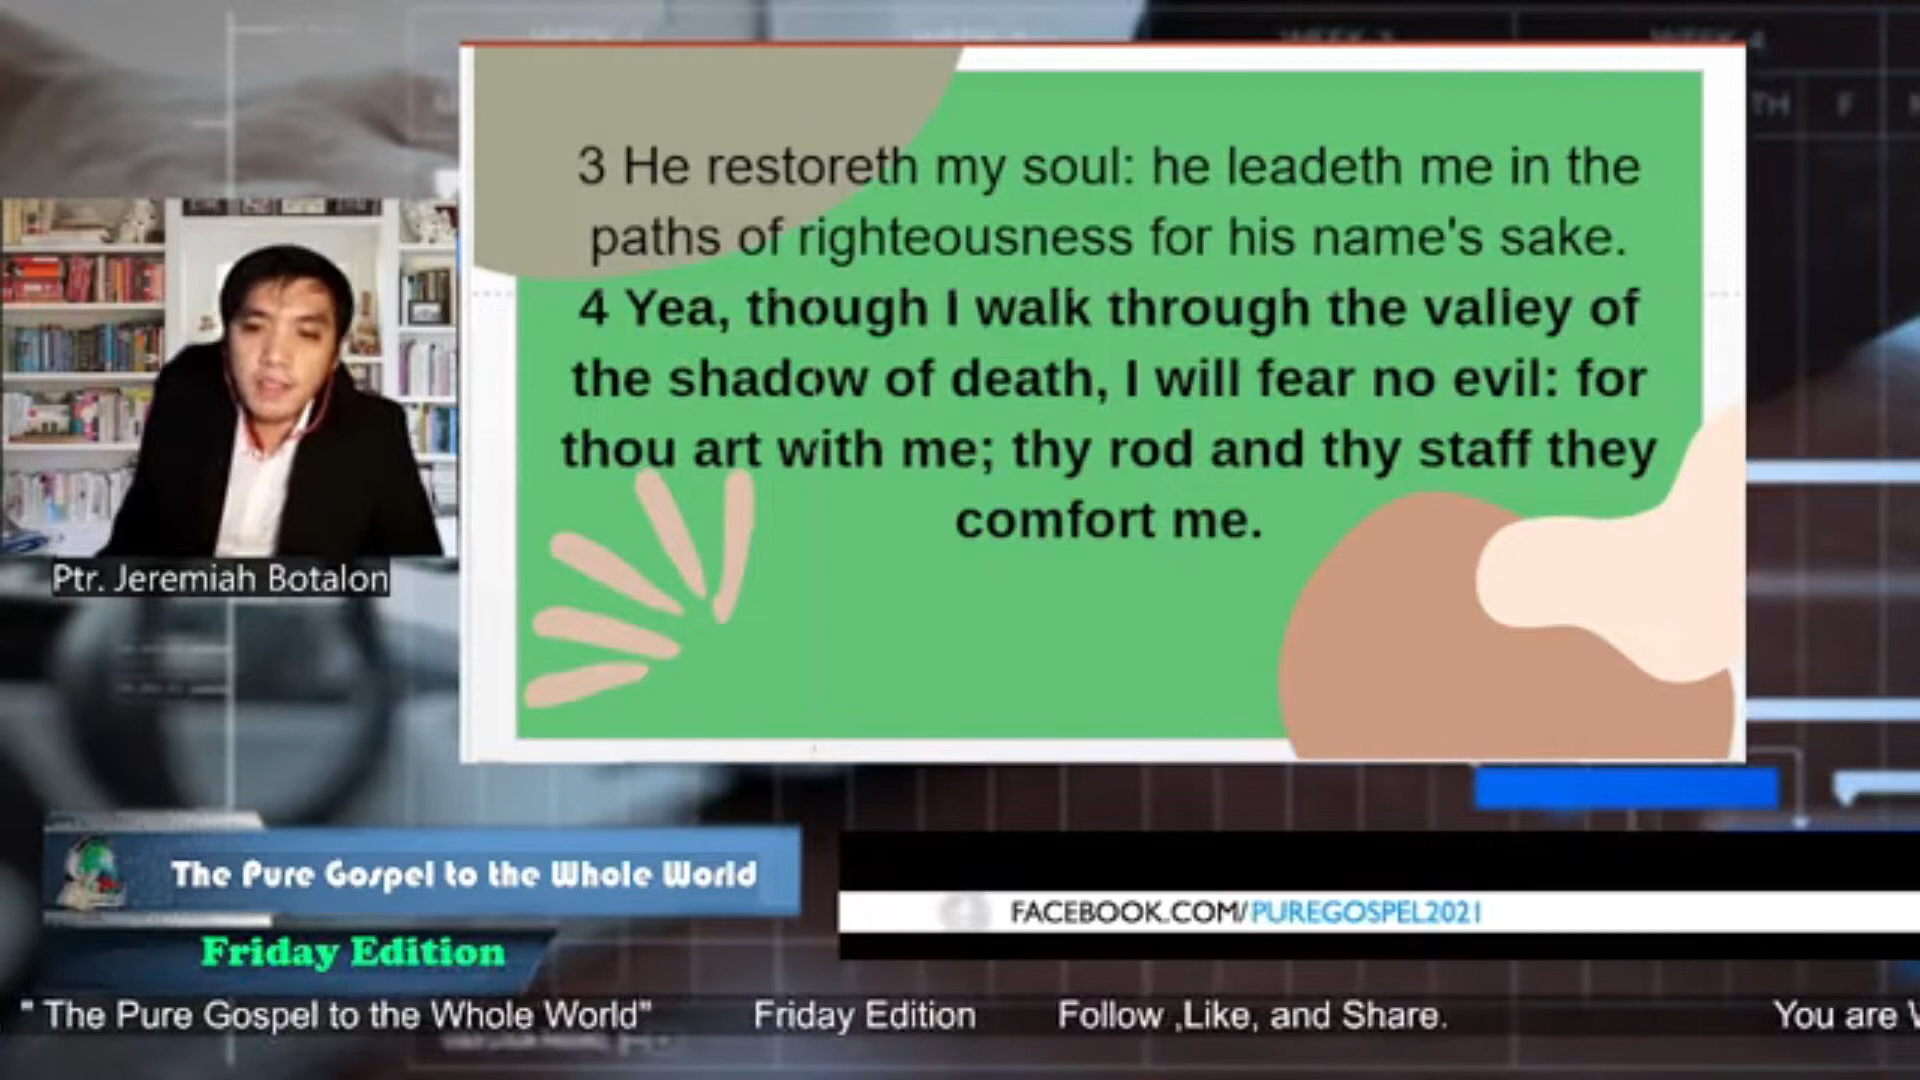 WEEK 4
TH F
3 He restoreth my soul: he leadeth me in the
paths of righteousness for his name's sake.
4 Yea, though I walk through the valley of
the shadow of death, I will fear no evil: for
thou art with me; thy rod and thy staff they
comfort me.
Ptr. Jeremiah Botalon
The Pure Gospel to the Whole World
Friday Edition
FACEBOOK.COM/PUREGOSPEL2021
" The Pure Gospel to the Whole World" Friday Edition Follow ,Like, and Share. You are